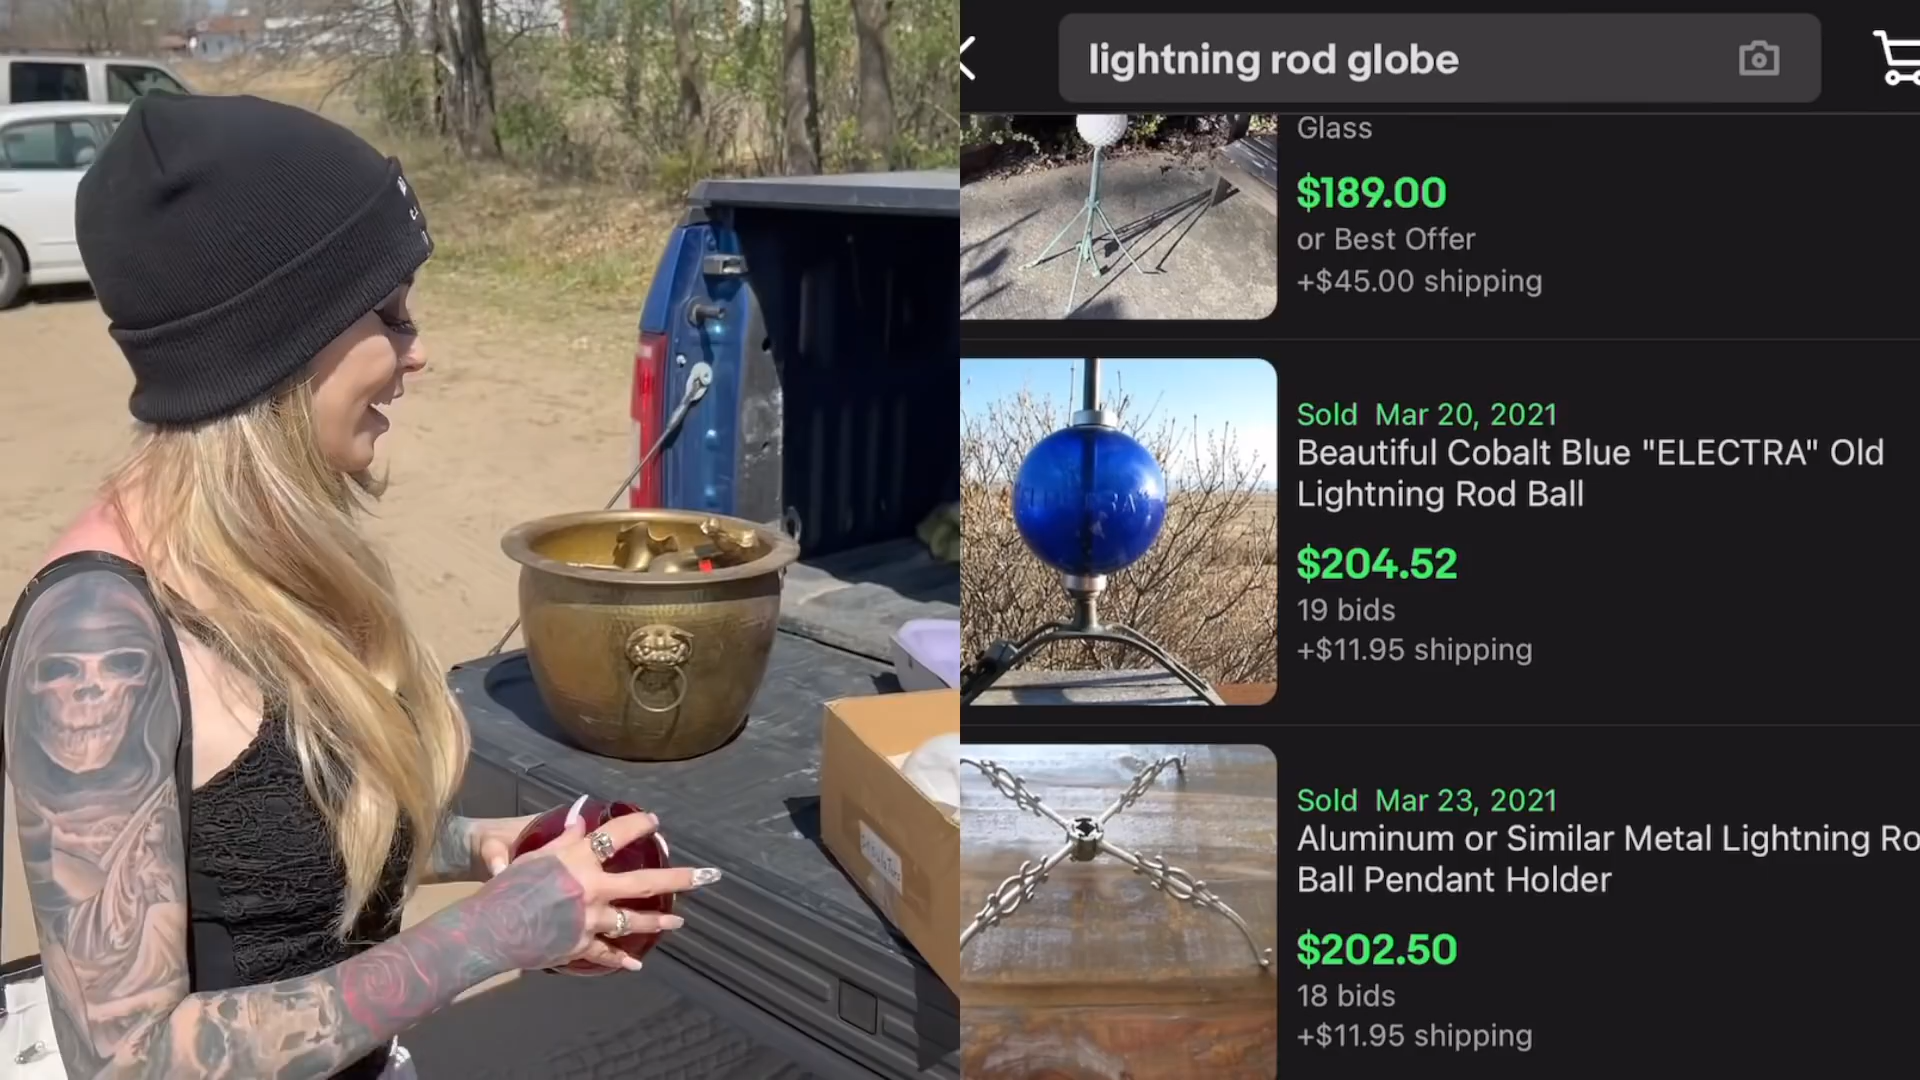 lightning rod globe
Glass
$189.00
or Best Offer
+$45.00 shipping
Sold Mar 20, 2021
Beautiful Cobalt Blue "ELECTRA" Old
Lightning Rod Ball
$204.52
19 bids
+$11.95 shipping
Sold Mar 23, 2021
Aluminum or Similar Metal Lightning Ro
Ball Pendant Holder
$202.50
18 bids
+$11.95 shipping